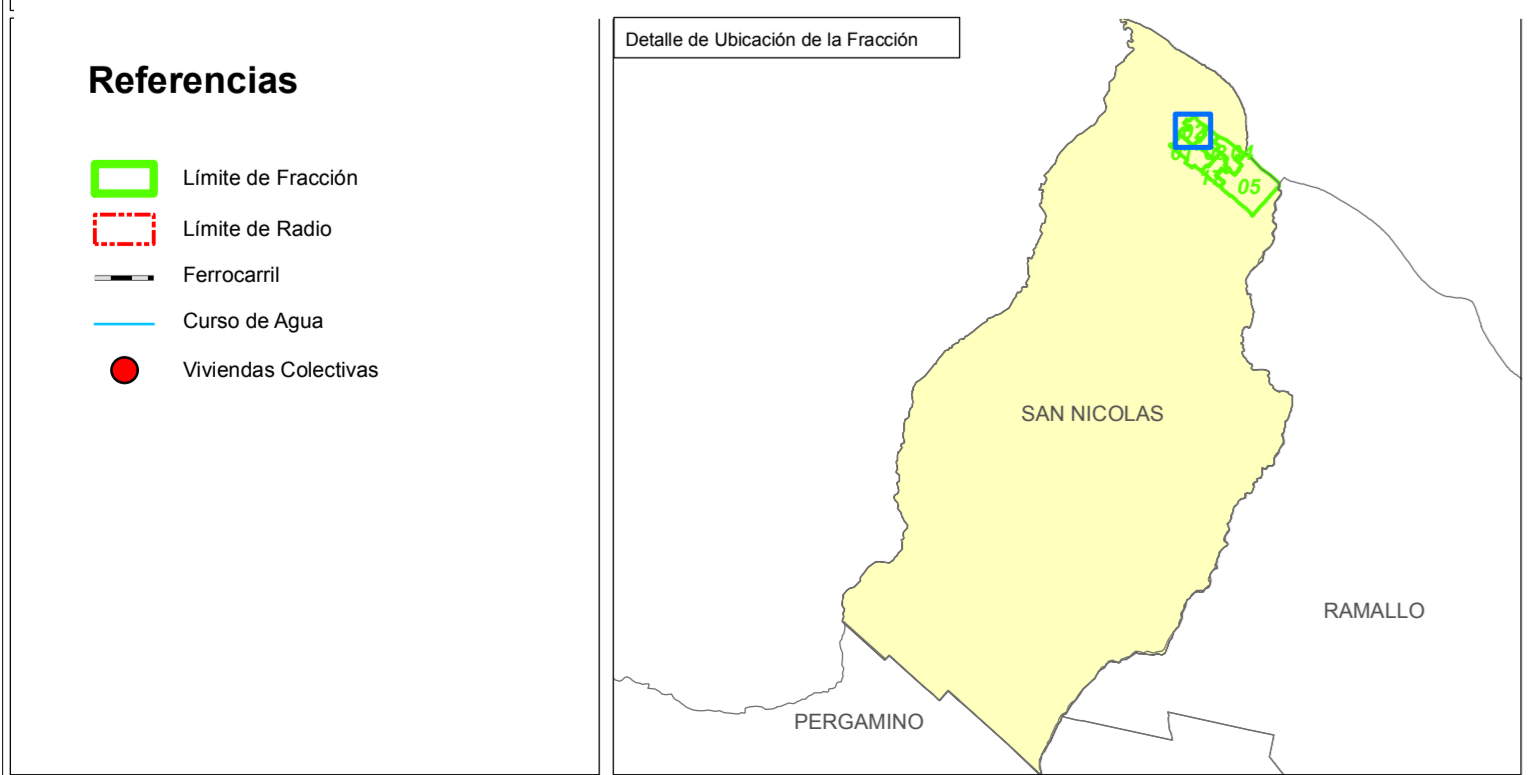 Referencias
Límite de Fracción
Límite de Radio
Ferrocarril
Curso de Agua
Viviendas Colectivas
Detalle de Ubicación de la Fracción
04
05
SAN NICOLAS
RAMALLO
PERGAMINO